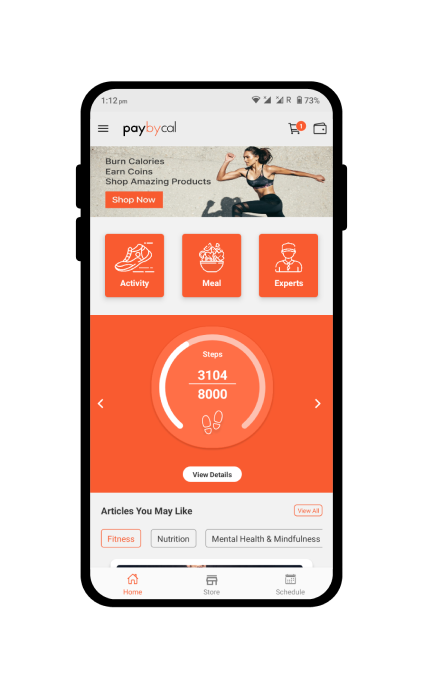 1:12 pm
R 73%
paybycal
1
Burn Calories
Earn Coins
Shop Amazing Products
Shop Now
Activity
Meal
Experts
Steps
3104
8000
View Details
Articles You May Like
View All
Fitness
Nutrition
Mental Health & Mindfulness
Home
Store
Schedule